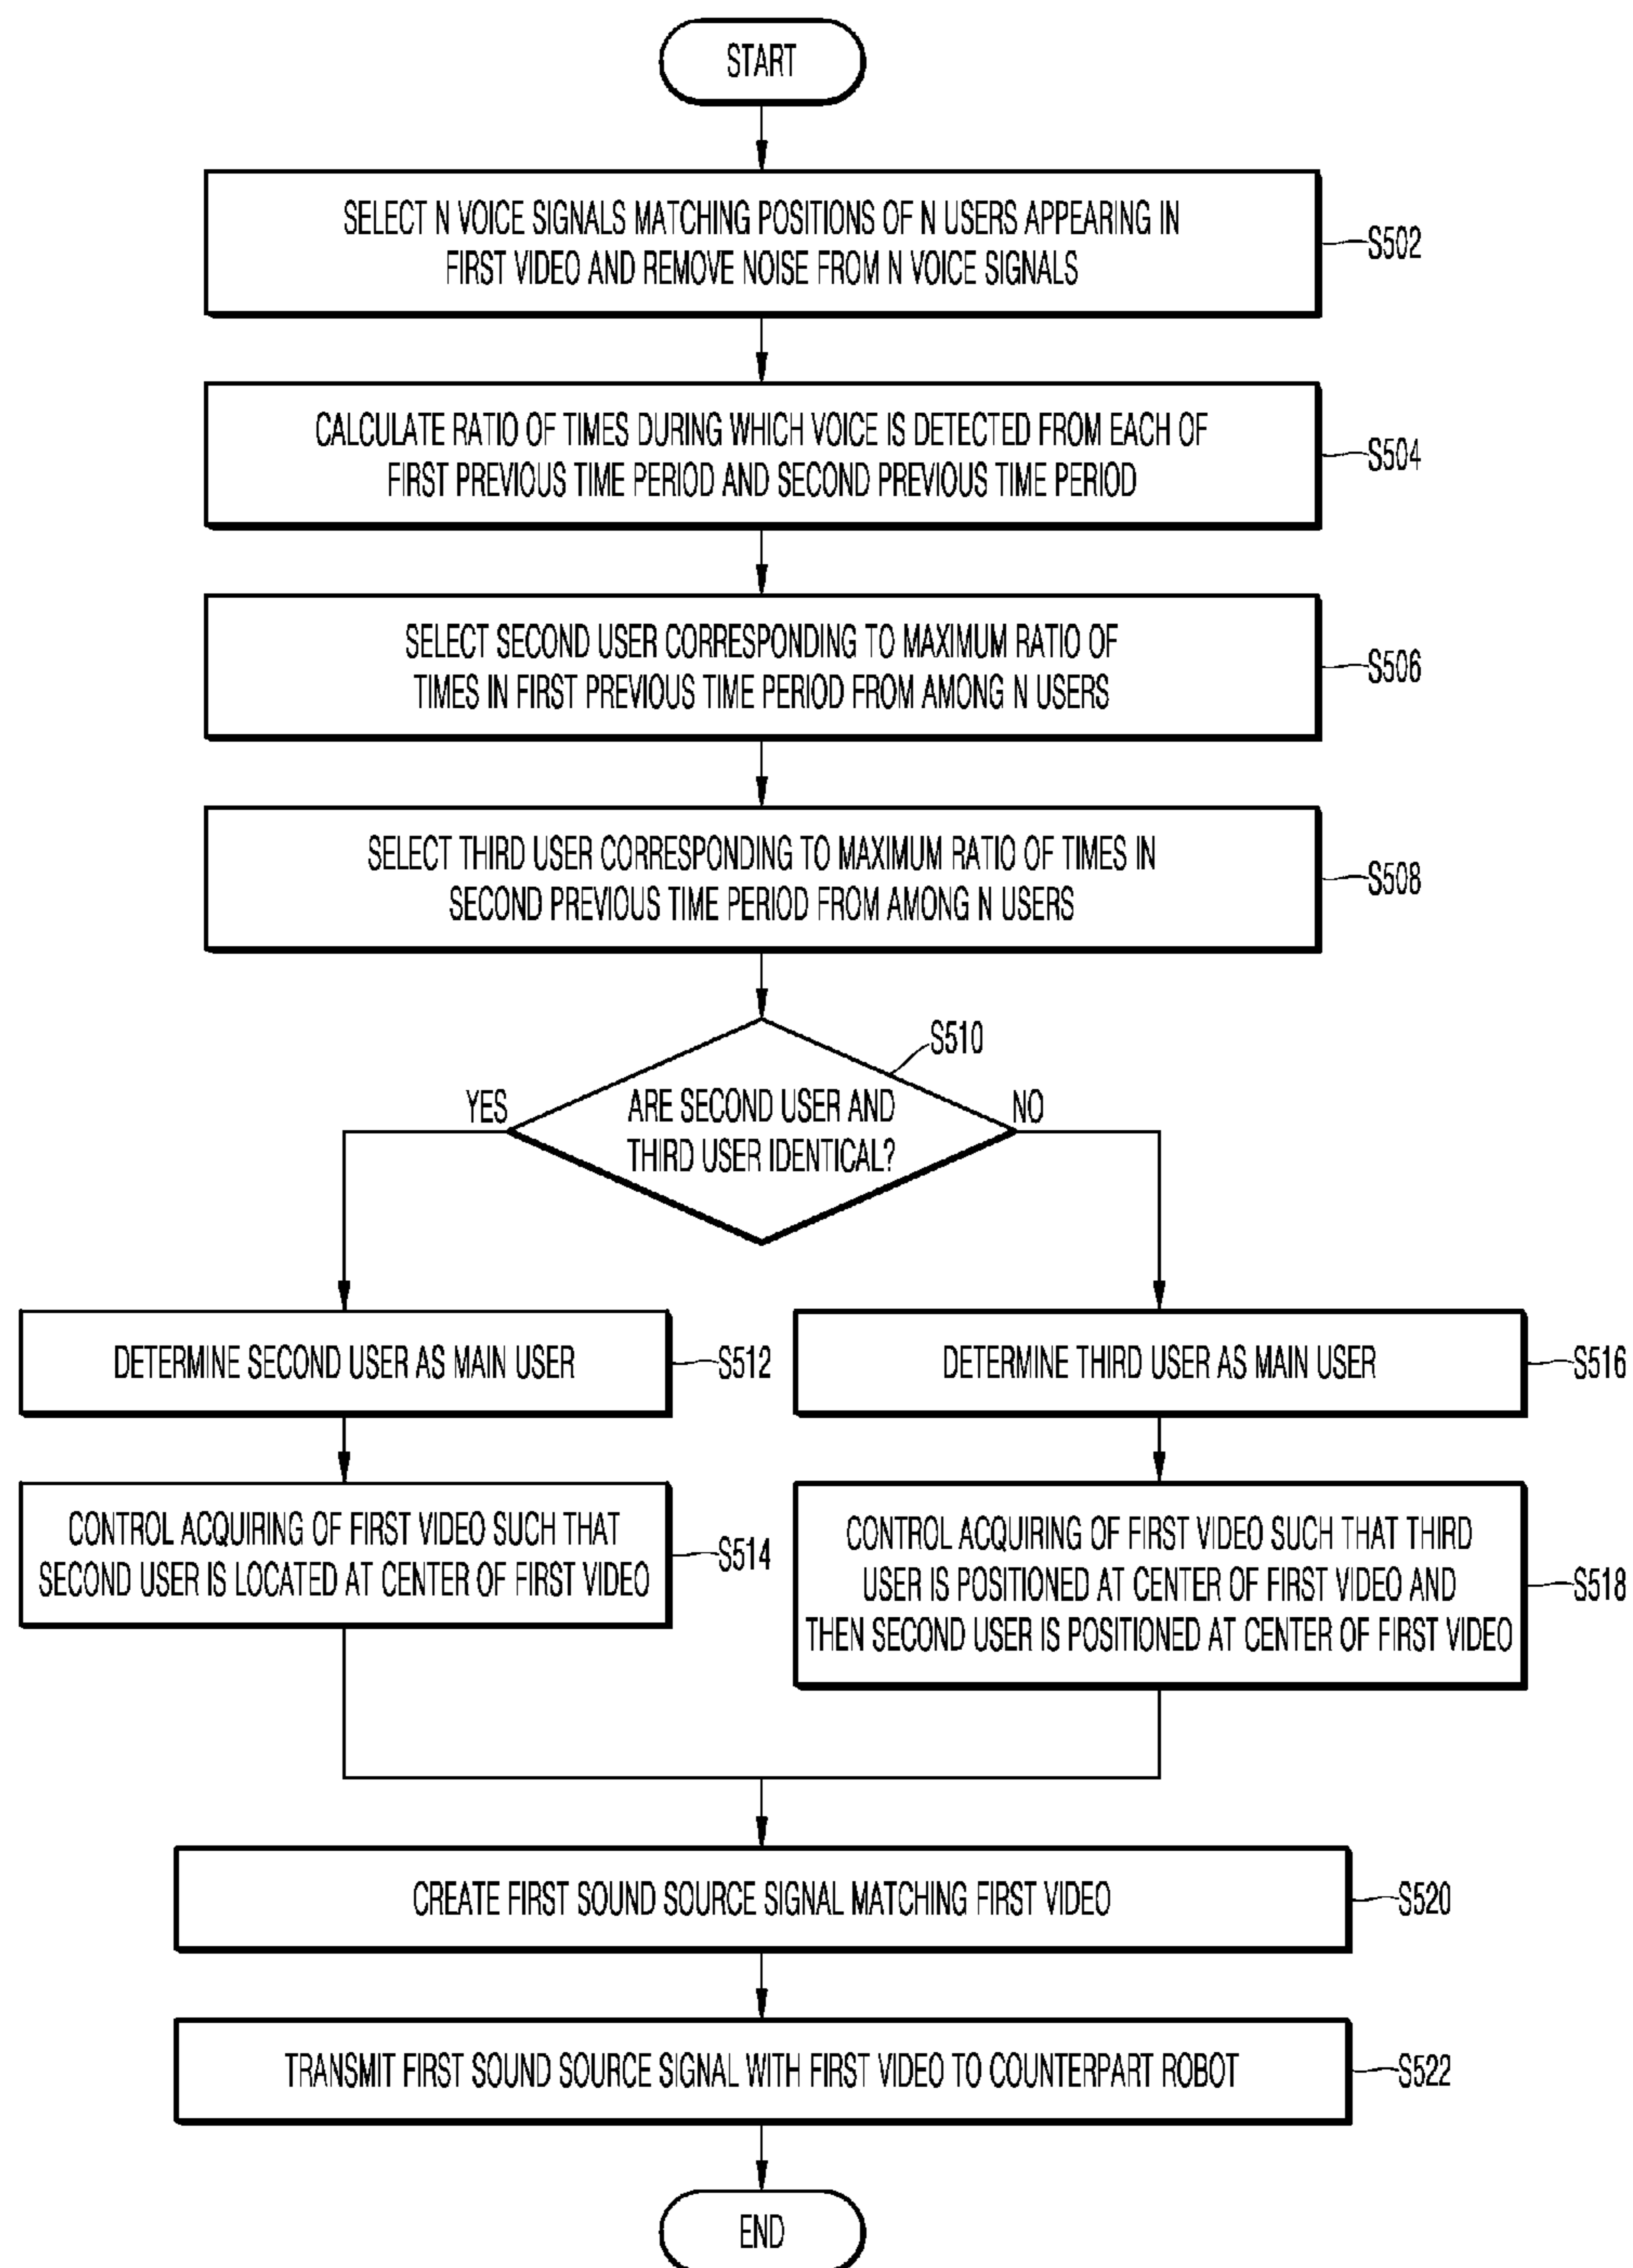 START
SELECT N VOICE SIGNALS MATCHING POSITIONS OF N USERS APPEARING IN
FIRST VIDEO AND REMOVE NOISE FROM N VOICE SIGNALS
S502
CALCULATE RATIO OF TIMES DURING WHICH VOICE IS DETECTED FROM EACH OF
FIRST PREVIOUS TIME PERIOD AND SECOND PREVIOUS TIME PERIOD
S504
SELECT SECOND USER CORRESPONDING TO MAXIMUM RATIO OF
TIMES IN FIRST PREVIOUS TIME PERIOD FROM AMONG N USERS
S506
SELECT THIRD USER CORRESPONDING TO MAXIMUM RATIO OF TIMES IN
SECOND PREVIOUS TIME PERIOD FROM AMONG N USERS
S508
S510
YES
ARE SECOND USER AND
THIRD USER IDENTICAL?
NO
DETERMINE SECOND USER AS MAIN USER
S512
DETERMINE THIRD USER AS MAIN USER
S516
CONTROL ACQUIRING OF FIRST VIDEO SUCH THAT
SECOND USER IS LOCATED AT CENTER OF FIRST VIDEO
S514
CONTROL ACQUIRING OF FIRST VIDEO SUCH THAT THIRD
USER IS POSITIONED AT CENTER OF FIRST VIDEO AND
THEN SECOND USER IS POSITIONED AT CENTER OF FIRST VIDEO
S518
CREATE FIRST SOUND SOURCE SIGNAL MATCHING FIRST VIDEO
S520
TRANSMIT FIRST SOUND SOURCE SIGNAL WITH FIRST VIDEO TO COUNTERPART ROBOT
S522
END